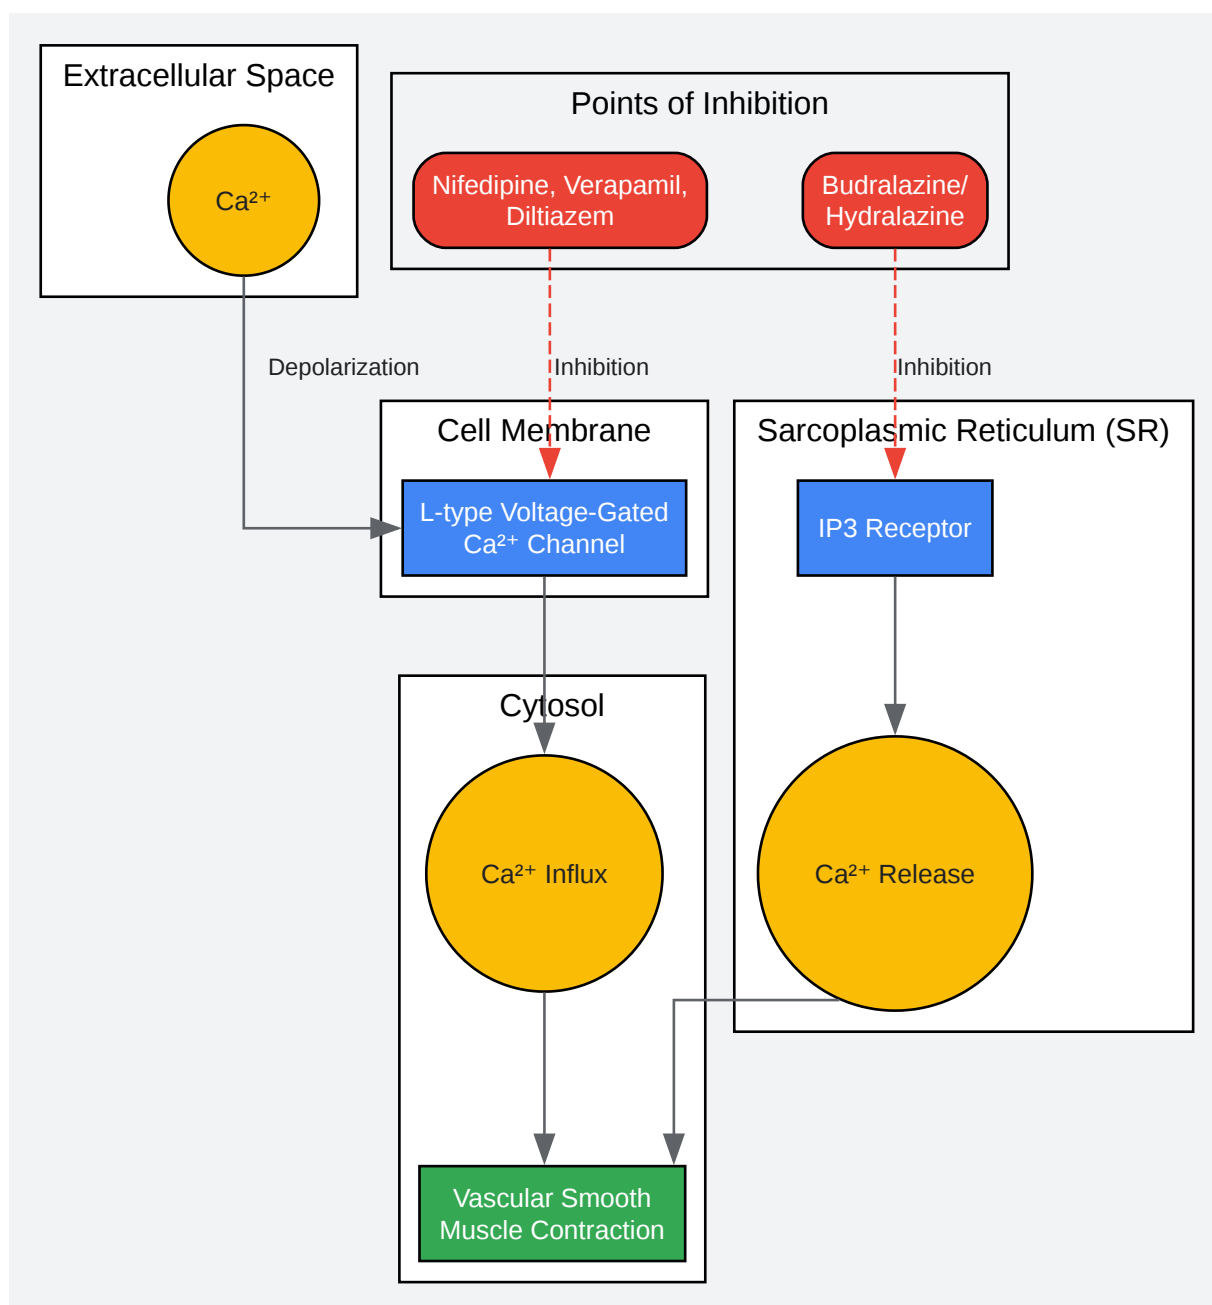 Extracellular Space
Ca²⁺
Points of Inhibition
Nifedipine, Verapamil,
Diltiazem
Budralazine/
Hydralazine
Depolarization
Inhibition
Inhibition
Cell Membrane
L-type Voltage-Gated
Ca²⁺ Channel
Sarcoplasmic Reticulum (SR)
IP3 Receptor
Cytosol
Ca²⁺ Influx
Ca²⁺ Release
Vascular Smooth
Muscle Contraction